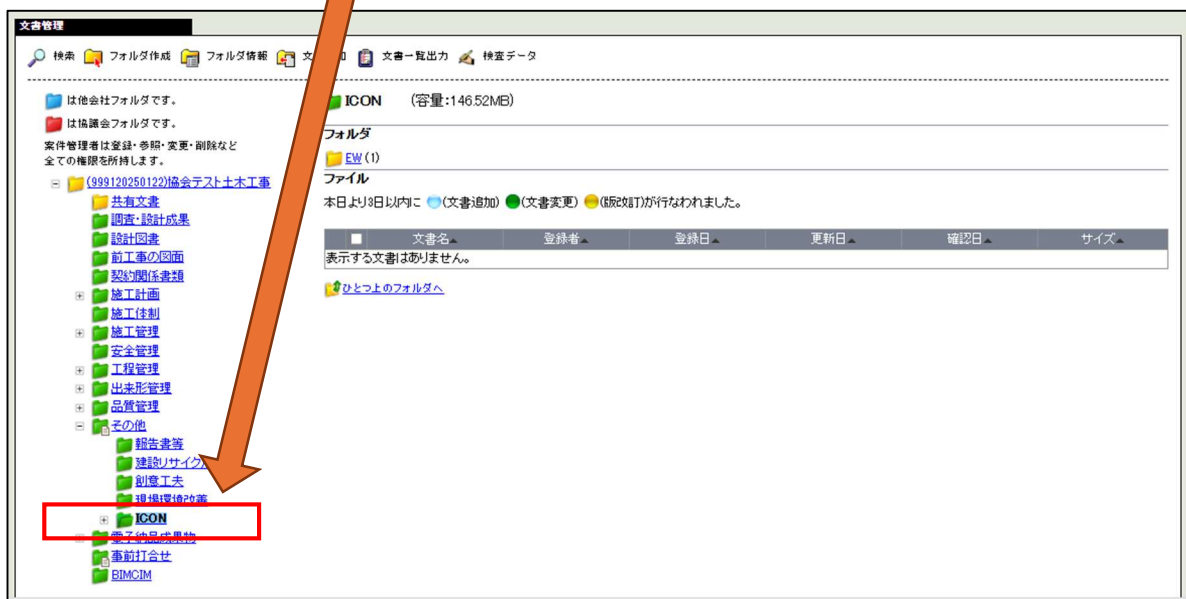 文書管理
検索 フォルダ作成 フォルダ情報 文 文書一覧出力 検査データ
は他会社フォルダです。
は協議会フォルダです。
案件管理者は登録・参照・変更・削除など
全ての権限を所持します。
(999120250122)協会テスト土木工事
共有文書
調査・設計成果
設計図書
前工事の図面
契約関係書類
施工計画
施工体制
施工管理
安全管理
工程管理
出来形管理
品質管理
その他
報告書等
建設リサイク
創意工夫
現場環境改善
ICON
電子納品成果物
事前打合せ
BIMCIM
ICON (容量:146.52MB)
フォルダ
EW (1)
ファイル
本日より3日以内に (文書追加) (文書変更) (版改訂)が行なわれました。
文書名 登録者 登録日 更新日 確認日 サイズ
表示する文書はありません。
ひとつ上のフォルダへ